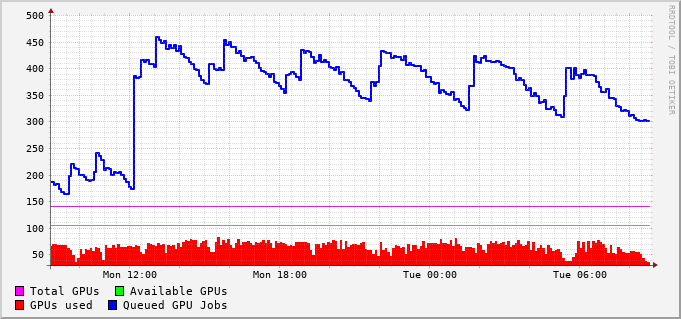 500
450
400
350
300
250
200
150
100
50
Mon 12:00 Mon 18:00 Tue 00:00 Tue 06:00
Total GPUs Available GPUs
GPUs used Queued GPU Jobs
RRDTOOL / TOBI OETIKER